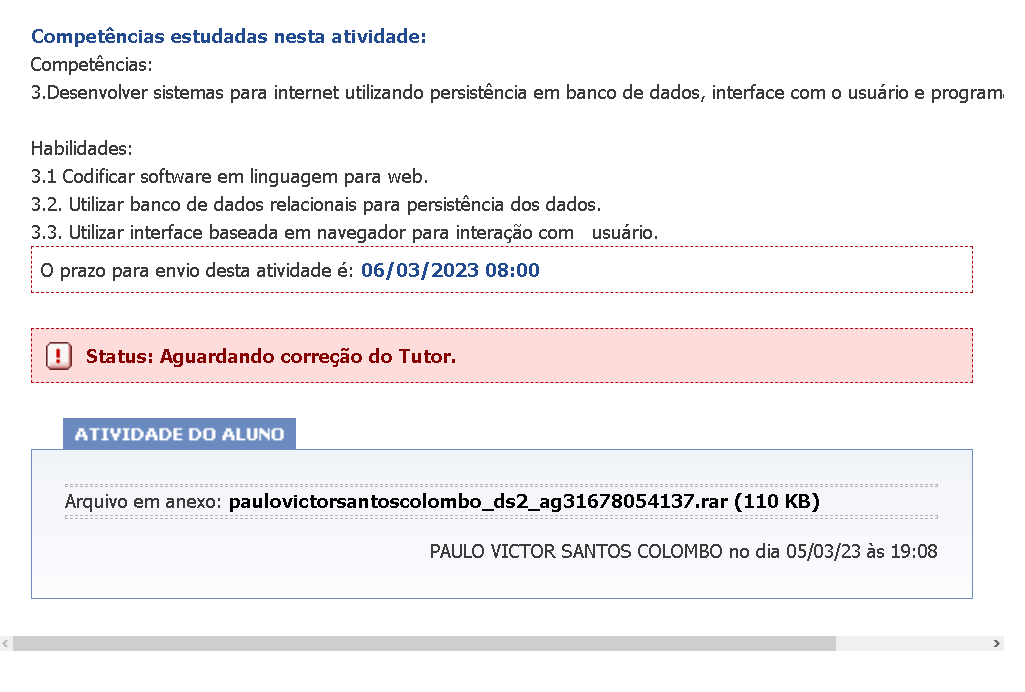 Competências estudadas nesta atividade:
Competências:
3.Desenvolver sistemas para internet utilizando persistência em banco de dados, interface com o usuário e program
Habilidades:
3.1 Codificar software em linguagem para web.
3.2. Utilizar banco de dados relacionais para persistência dos dados.
3.3. Utilizar interface baseada em navegador para interação com usuário.
O prazo para envio desta atividade é: 06/03/2023 08:00
Status: Aguardando correção do Tutor.
ATIVIDADE DO ALUNO
Arquivo em anexo: paulovictorsantoscolombo_ds2_ag31678054137.rar (110 KB)
PAULO VICTOR SANTOS COLOMBO no dia 05/03/23 às 19:08